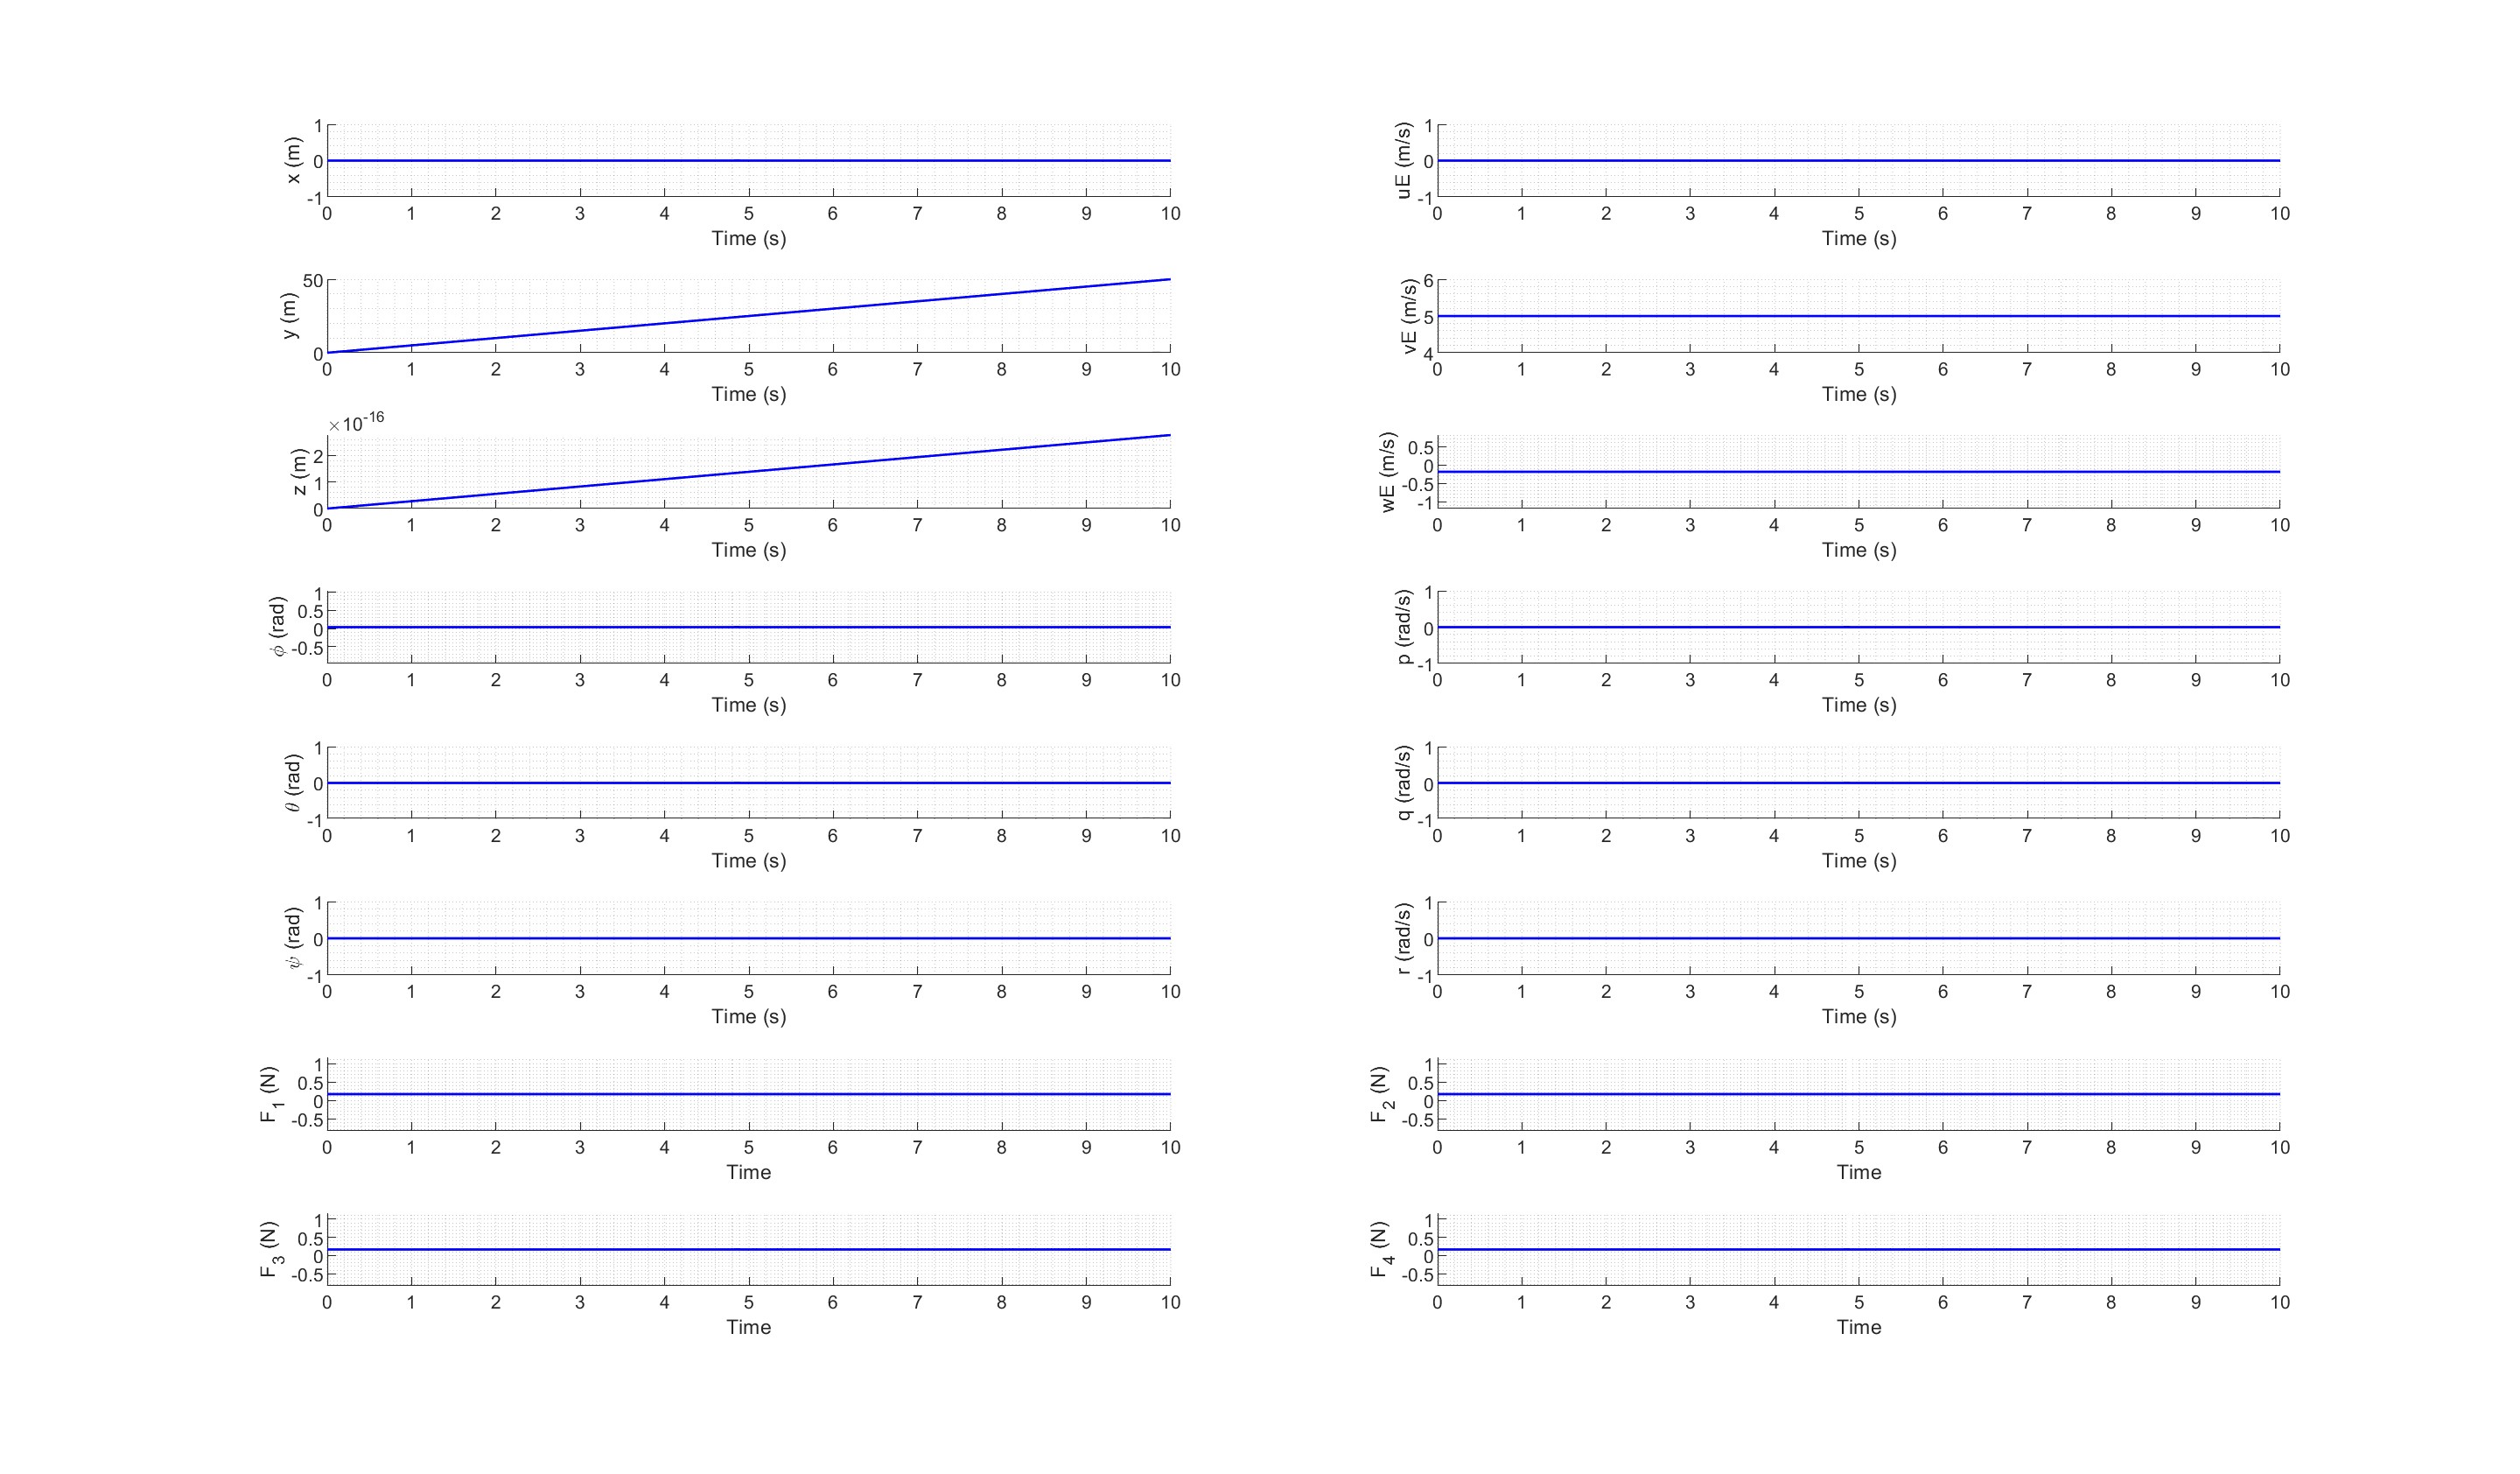 x (m)
1
0
-1
0 1 2 3 4 5 6 7 8 9 10
Time (s)
uE (m/s)
1
0
-1
0 1 2 3 4 5 6 7 8 9 10
Time (s)
y (m)
50
0
0 1 2 3 4 5 6 7 8 9 10
Time (s)
vE (m/s)
6
5
4
0 1 2 3 4 5 6 7 8 9 10
Time (s)
×10-16
z (m)
2
1
0
0 1 2 3 4 5 6 7 8 9 10
Time (s)
wE (m/s)
0.5
0
-0.5
-1
0 1 2 3 4 5 6 7 8 9 10
Time (s)
ϕ (rad)
1
0.5
0
-0.5
0 1 2 3 4 5 6 7 8 9 10
Time (s)
p (rad/s)
1
0
-1
0 1 2 3 4 5 6 7 8 9 10
Time (s)
θ (rad)
1
0
-1
0 1 2 3 4 5 6 7 8 9 10
Time (s)
q (rad/s)
1
0
-1
0 1 2 3 4 5 6 7 8 9 10
Time (s)
ψ (rad)
1
0
-1
0 1 2 3 4 5 6 7 8 9 10
Time (s)
r (rad/s)
1
0
-1
0 1 2 3 4 5 6 7 8 9 10
Time (s)
F1 (N)
1
0.5
0
-0.5
0 1 2 3 4 5 6 7 8 9 10
Time
F2 (N)
1
0.5
0
-0.5
0 1 2 3 4 5 6 7 8 9 10
Time
F3 (N)
1
0.5
0
-0.5
0 1 2 3 4 5 6 7 8 9 10
Time
F4 (N)
1
0.5
0
-0.5
0 1 2 3 4 5 6 7 8 9 10
Time